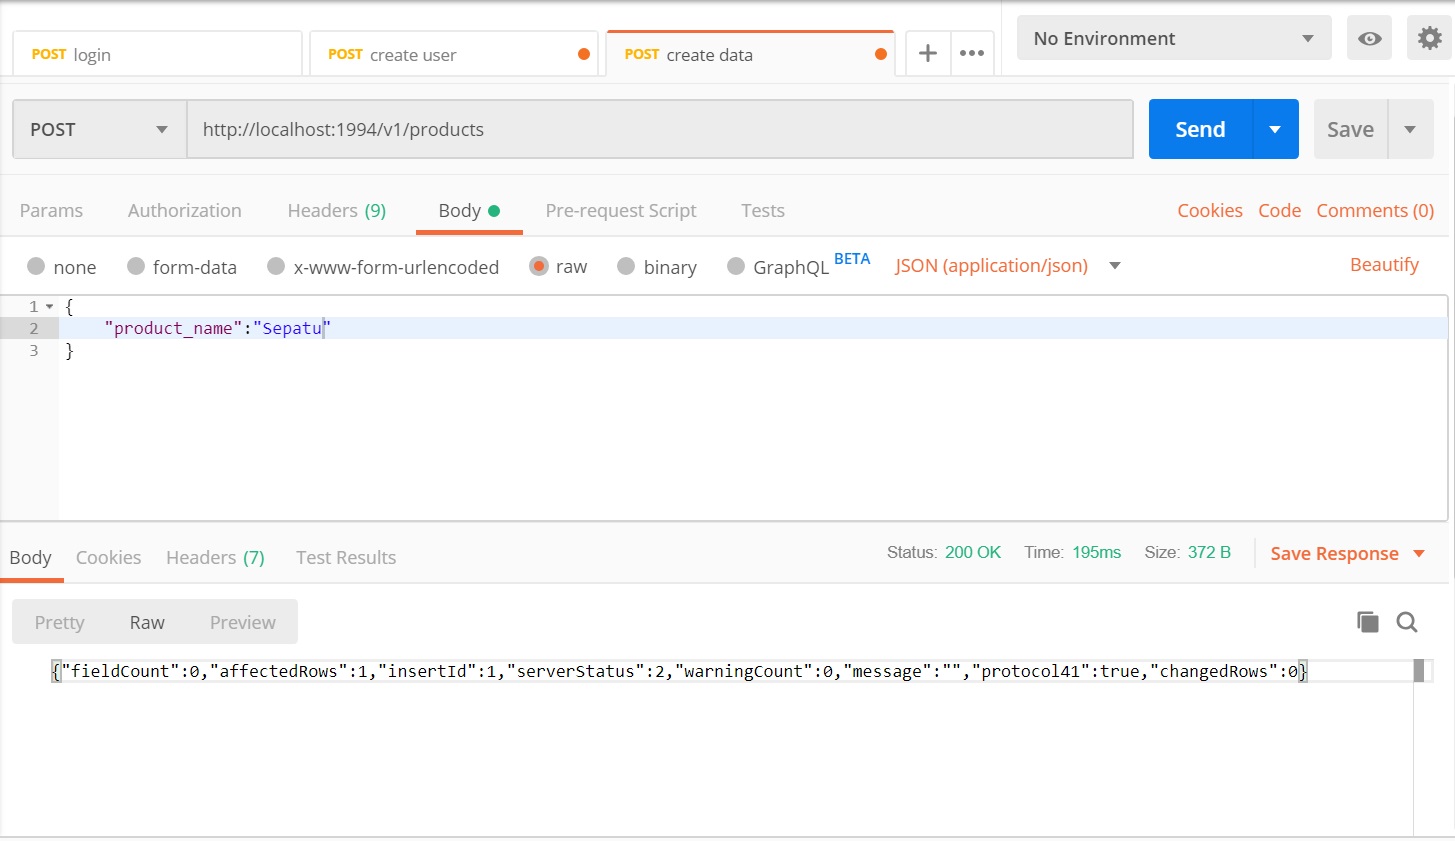 POST login
POST create user
POST create data
No Environment
POST
http://localhost:1994/v1/products
Send
Save
Params
Authorization
Headers (9)
Body
Pre-request Script
Tests
Cookies
Code
Comments (0)
none
form-data
x-www-form-urlencoded
raw
binary
GraphQL BETA
JSON (application/json)
Beautify
1 {
2 "product_name":"Sepatu"
3 }
Body
Cookies
Headers (7)
Test Results
Status: 200 OK
Time: 195ms
Size: 372 B
Save Response
Pretty
Raw
Preview
{"fieldCount":0,"affectedRows":1,"insertId":1,"serverStatus":2,"warningCount":0,"message":"","protocol41":true,"changedRows":0}